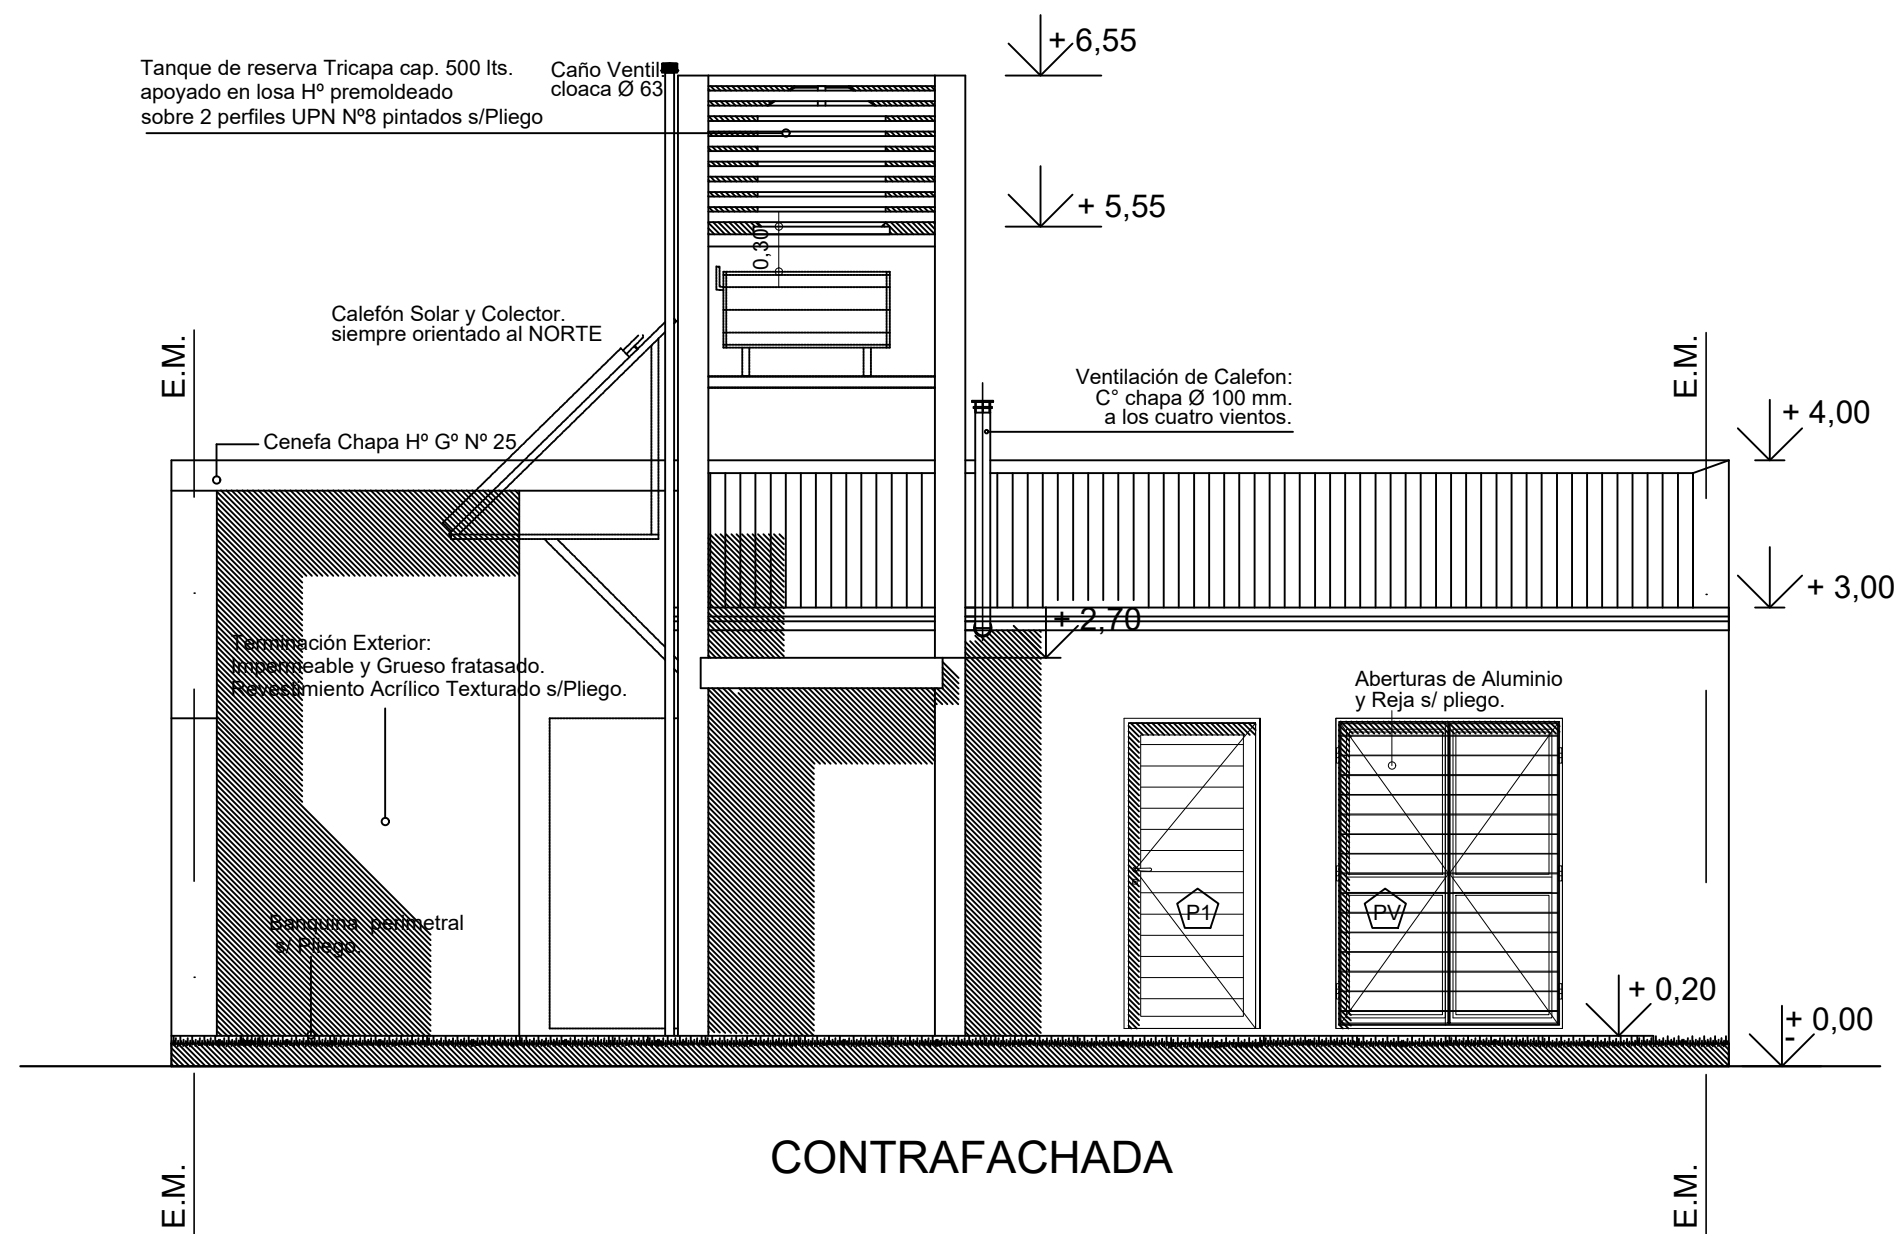 + 6,55
Tanque de reserva Tricapa cap. 500 lts.
apoyado en losa Hº premoldeado
sobre 2 perfiles UPN Nº8 pintados s/Pliego
Caño Ventil.
cloaca Ø 63
+ 5,55
0,30
Calefón Solar y Colector.
siempre orientado al NORTE
E.M.
E.M.
Ventilación de Calefon:
C° chapa Ø 100 mm.
a los cuatro vientos.
+ 4,00
Cenefa Chapa Hº Gº Nº 25
+ 3,00
+ 2,70
Terminación Exterior:
Impermeable y Grueso fratasado.
Revestimiento Acrílico Texturado s/Pliego.
Aberturas de Aluminio
y Reja s/ pliego.
P1
PV
Banquina perimetral
s/ Pliego.
+ 0,20
+ 0,00
-
CONTRAFACHADA
E.M.
E.M.